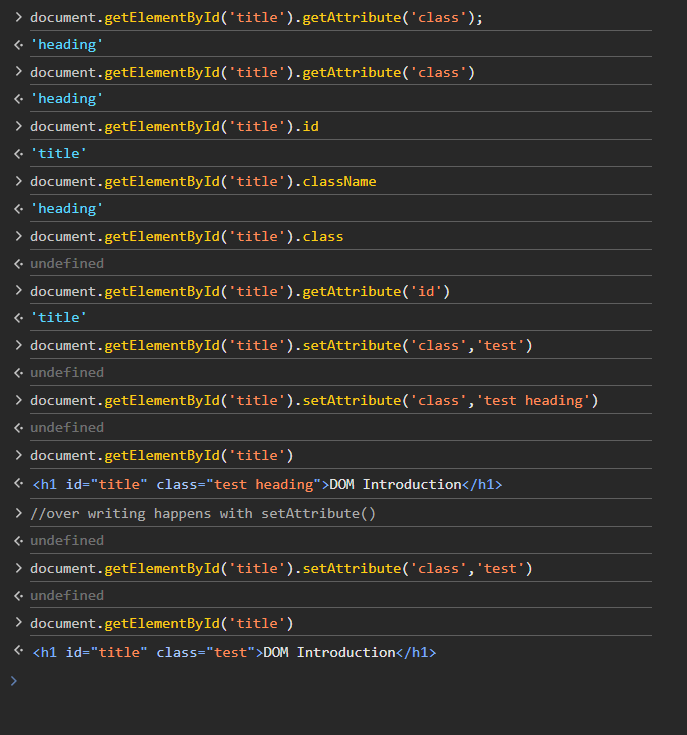 > document.getElementById('title').getAttribute('class');
<· 'heading'
> document.getElementById('title').getAttribute('class')
<· 'heading'
> document.getElementById('title').id
<· 'title'
> document.getElementById('title').className
<· 'heading'
> document.getElementById('title').class
<· undefined
> document.getElementById('title').getAttribute('id')
<· 'title'
> document.getElementById('title').setAttribute('class','test')
<· undefined
> document.getElementById('title').setAttribute('class','test heading')
<· undefined
> document.getElementById('title')
<· <h1 id="title" class="test heading">DOM Introduction</h1>
> //over writing happens with setAttribute()
<· undefined
> document.getElementById('title').setAttribute('class','test')
<· undefined
> document.getElementById('title')
<· <h1 id="title" class="test">DOM Introduction</h1>
>